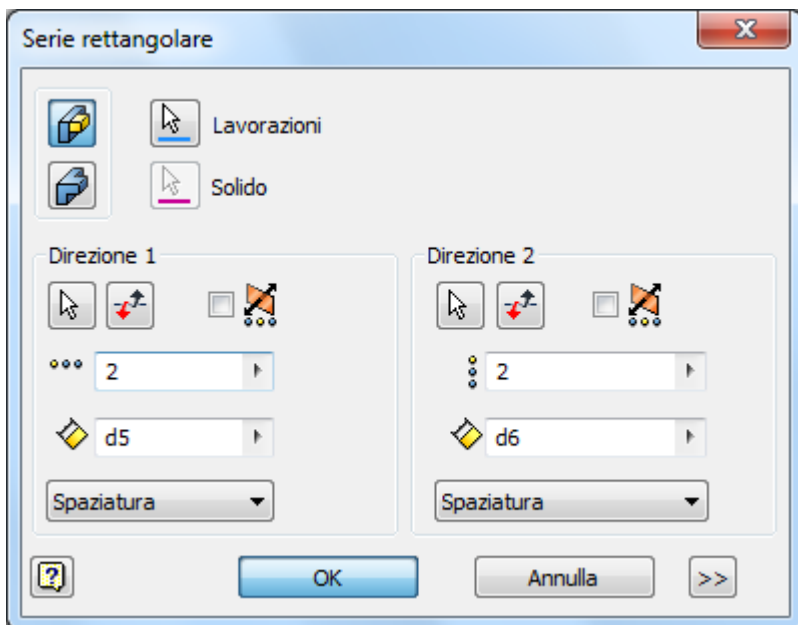 Serie rettangolare
Lavorazioni
Solido
Direzione 1
2
d5
Spaziatura
Direzione 2
2
d6
Spaziatura
OK
Annulla
>>